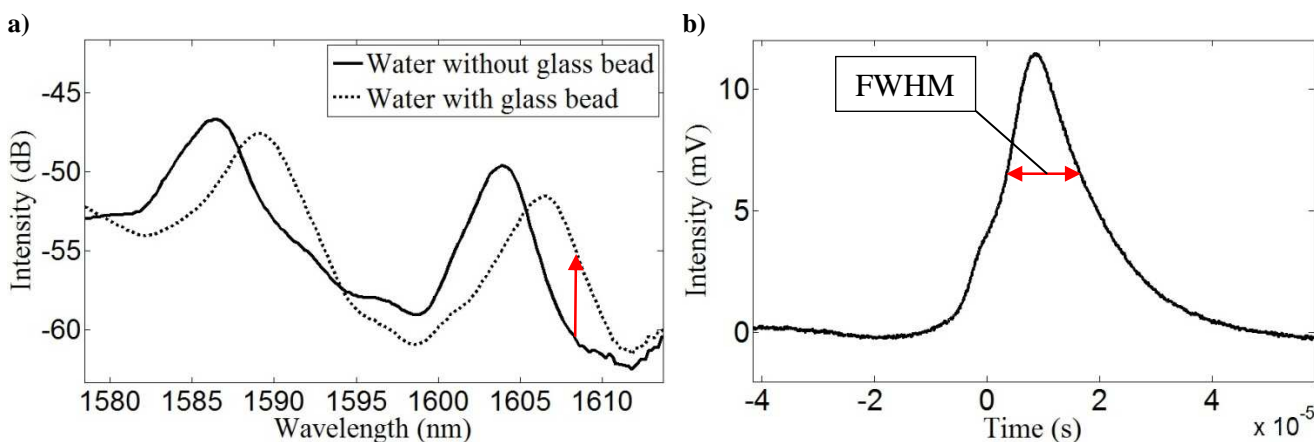 a)
Water without glass bead
Water with glass bead
-45
-50
-55
-60
Intensity (dB)
1580 1585 1590 1595 1600 1605 1610
Wavelength (nm)
b)
FWHM
10
5
0
Intensity (mV)
-4 -2 0 2 4
x 10⁻⁵
Time (s)